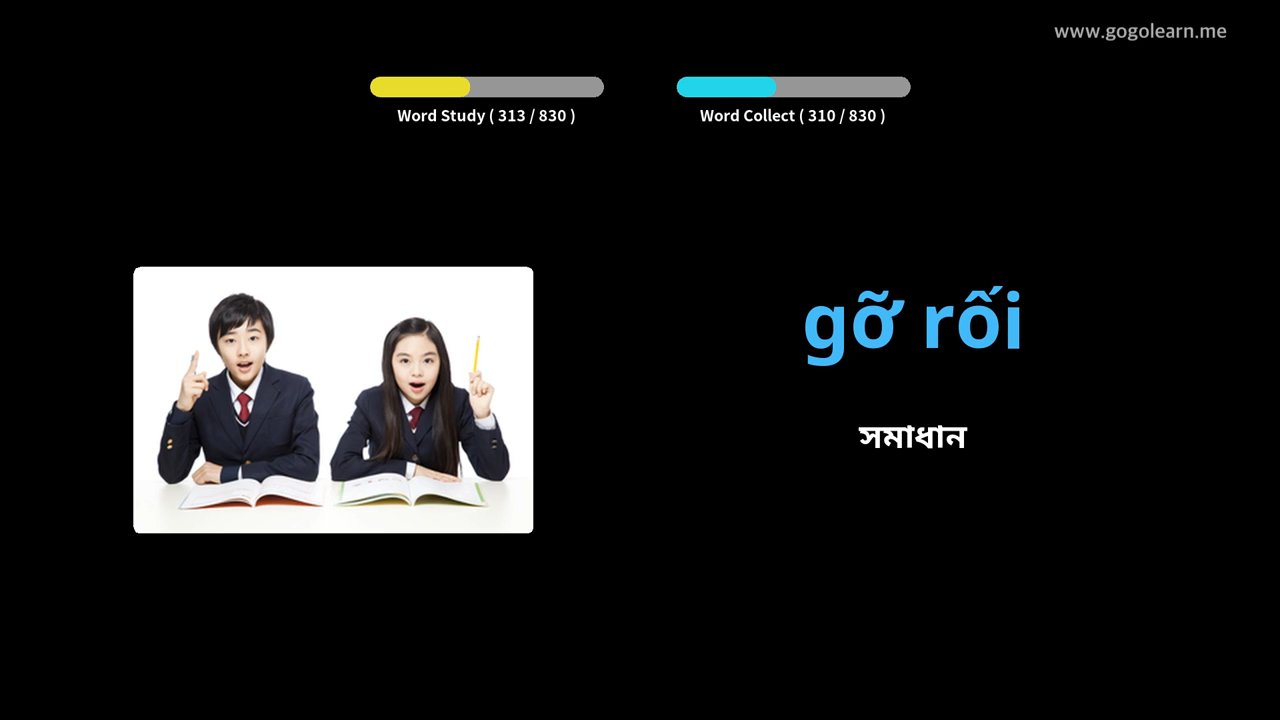 www.gogolearn.me
Word Study ( 313 / 830 )
Word Collect ( 310 / 830 )
gỡ rối
সমাধান